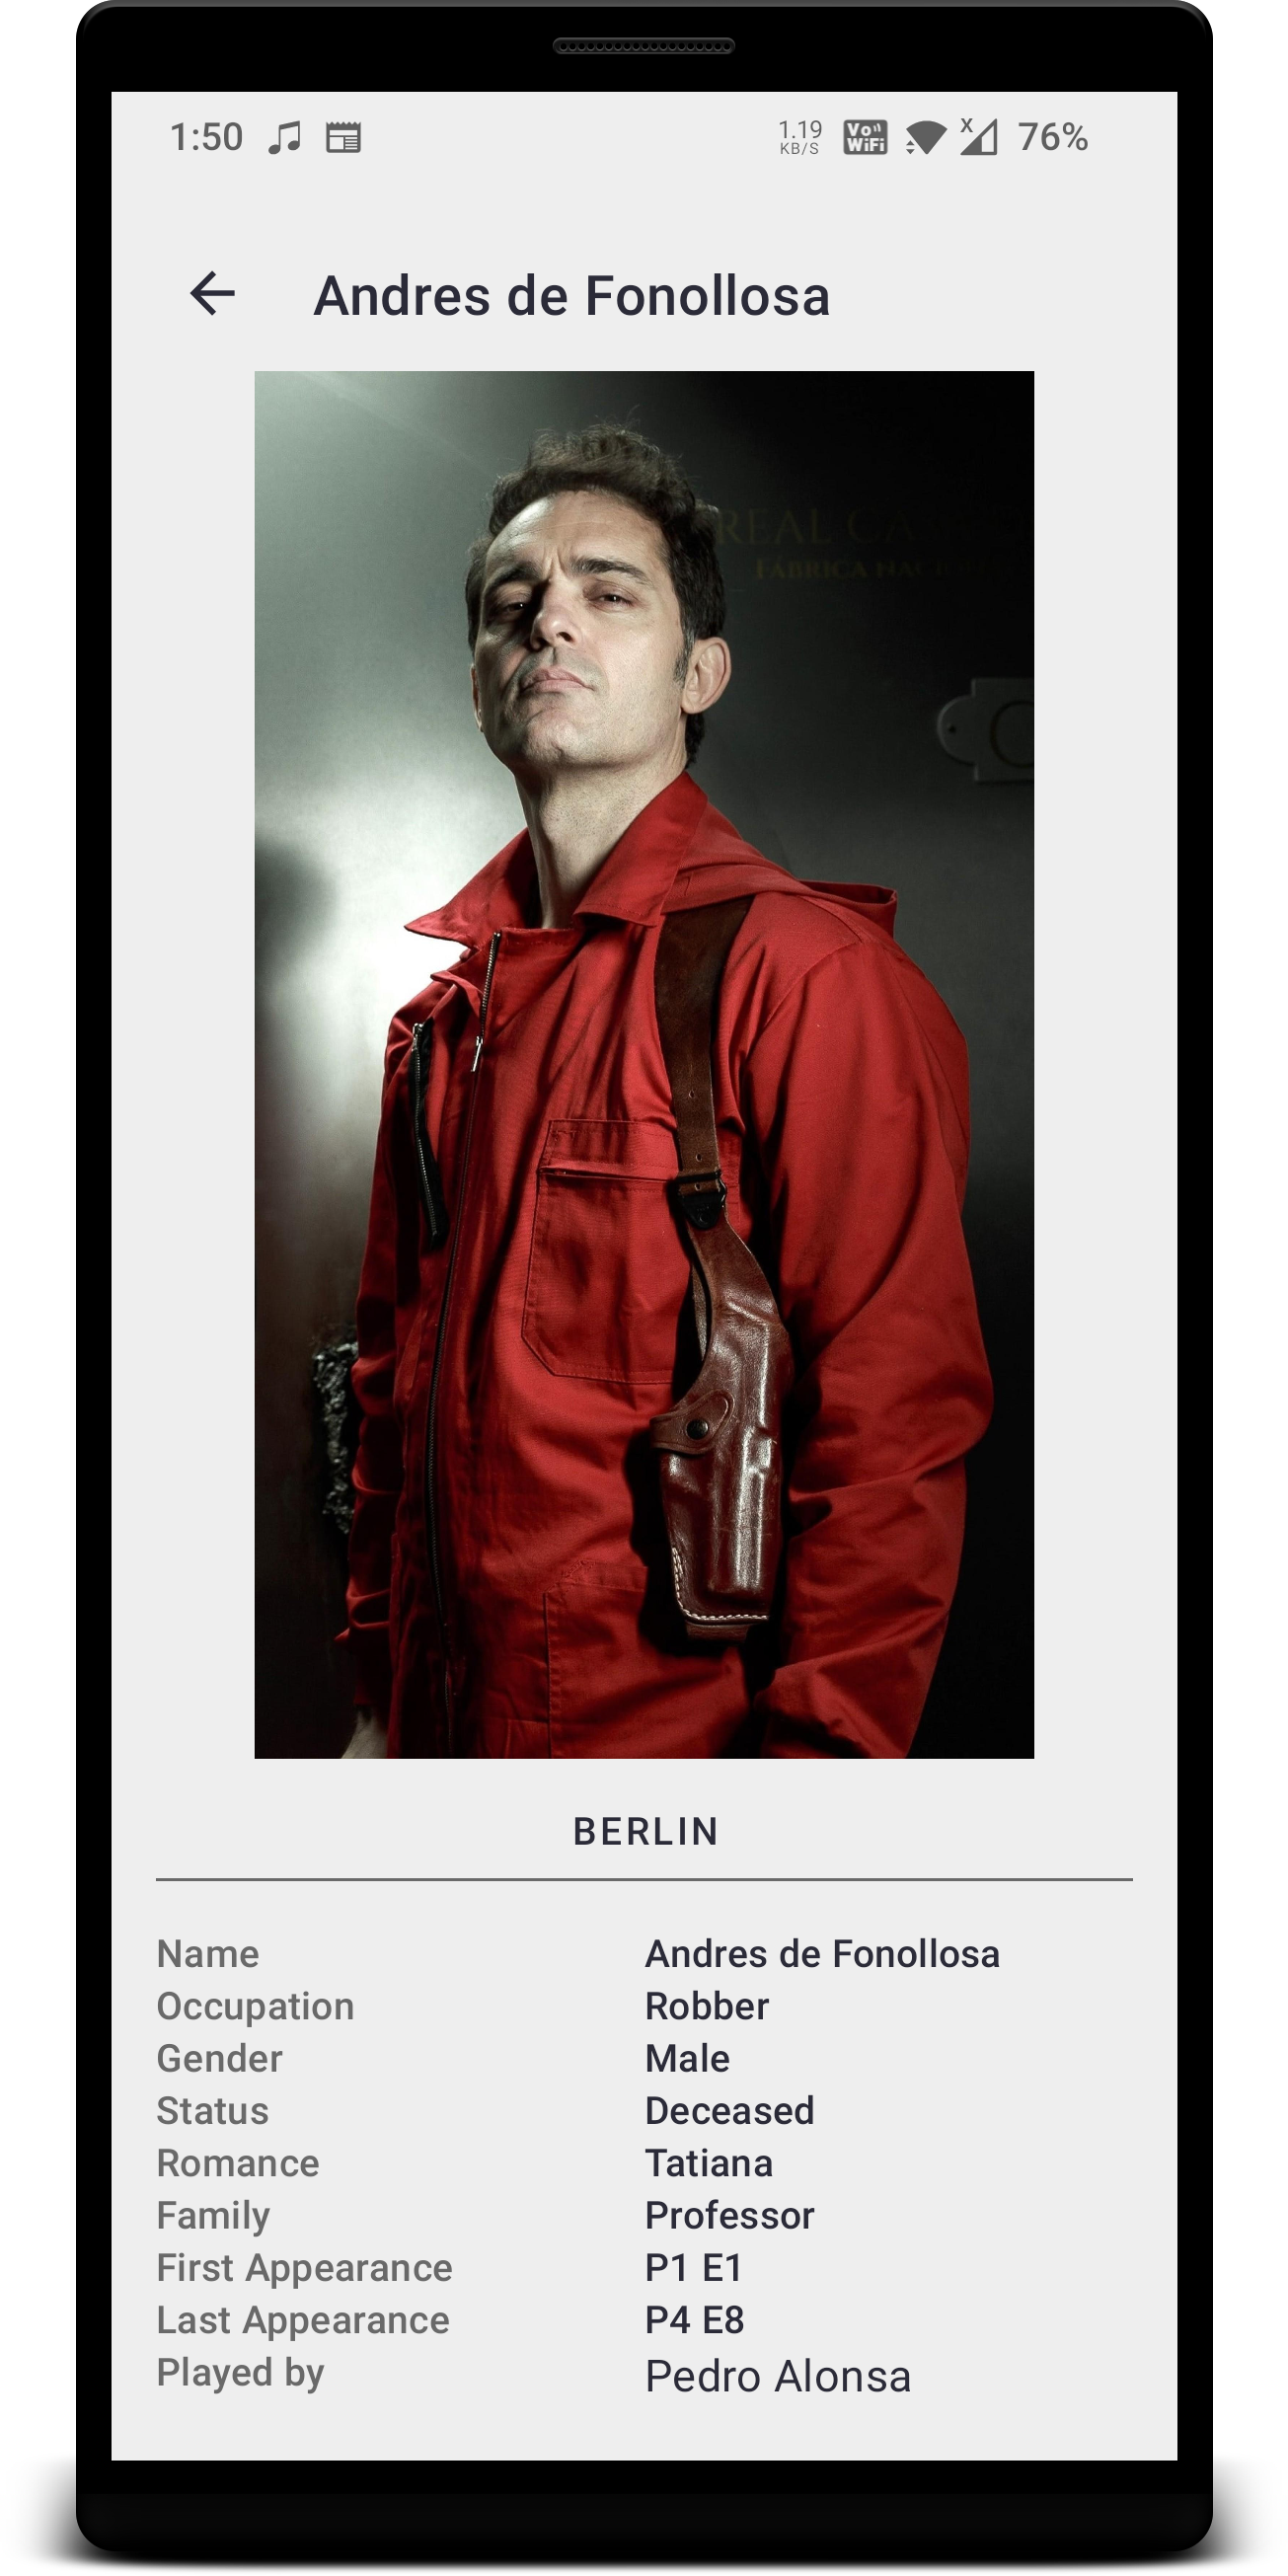 1:50 1.19 KB/S Vo WiFi x 76%
Andres de Fonollosa
REAL CA
FÁBRICA NAC
BERLIN
Name Andres de Fonollosa
Occupation Robber
Gender Male
Status Deceased
Romance Tatiana
Family Professor
First Appearance P1 E1
Last Appearance P4 E8
Played by Pedro Alonsa